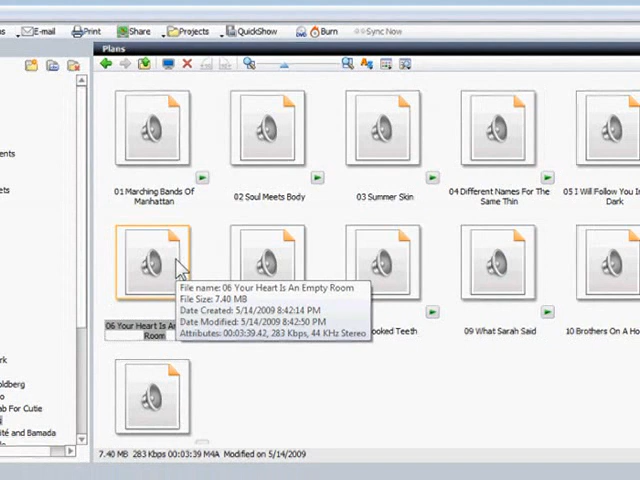 ns E-mail Print Share Projects QuickShow Burn Sync Now
Plans
01 Marching Bands Of
Manhattan
02 Soul Meets Body
03 Summer Skin
04 Different Names For The
Same Thin
05 I Will Follow You In
Dark
06 Your Heart Is An
Room
File name: 06 Your Heart Is An Empty Room
File Size: 7.40 MB
Date Created: 5/14/2009 8:42:14 PM
Date Modified: 5/14/2009 8:42:50 PM
Attributes: 00:03:39.42, 283 Kbps, 44 KHz Stereo
ooked Teeth
09 What Sarah Said
10 Brothers On A Ho
ents
ets
rk
oldberg
o
ab For Cutie
ité and Bamada
7.40 MB 283 Kbps 00:03:39 M4A Modified on 5/14/2009